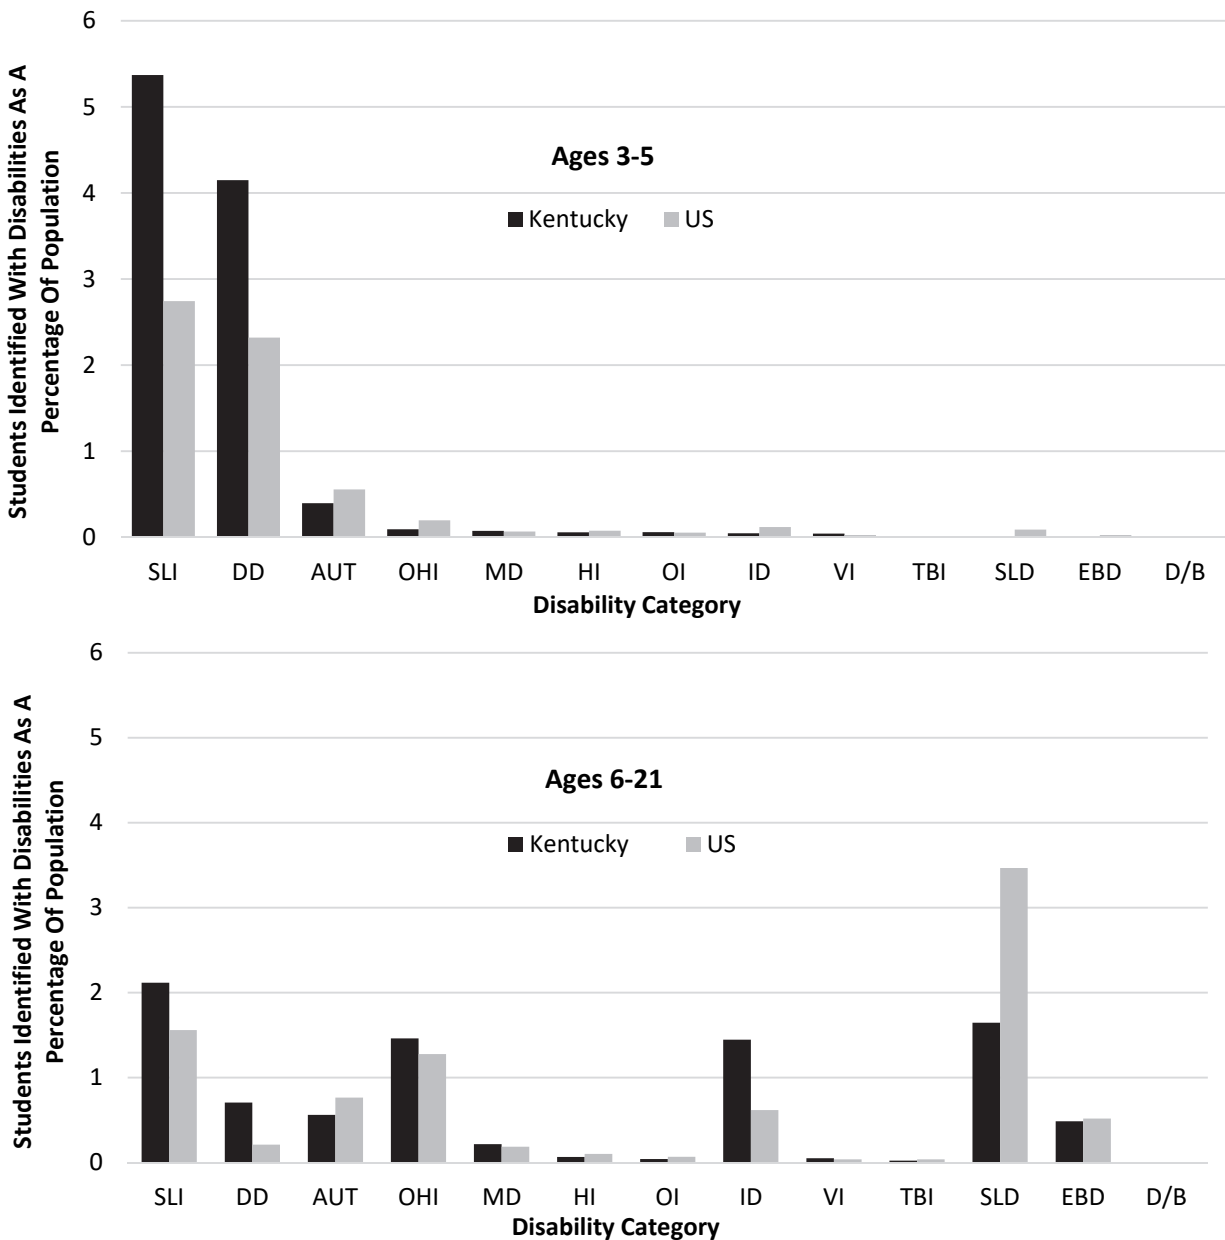 Students Identified With Disabilities As A
Percentage Of Population
6
5
4
3
2
1
0
Ages 3-5
Kentucky US
SLI DD AUT OHI MD HI OI ID VI TBI SLD EBD D/B
Disability Category
Students Identified With Disabilities As A
Percentage Of Population
6
5
4
3
2
1
0
Ages 6-21
Kentucky US
SLI DD AUT OHI MD HI OI ID VI TBI SLD EBD D/B
Disability Category